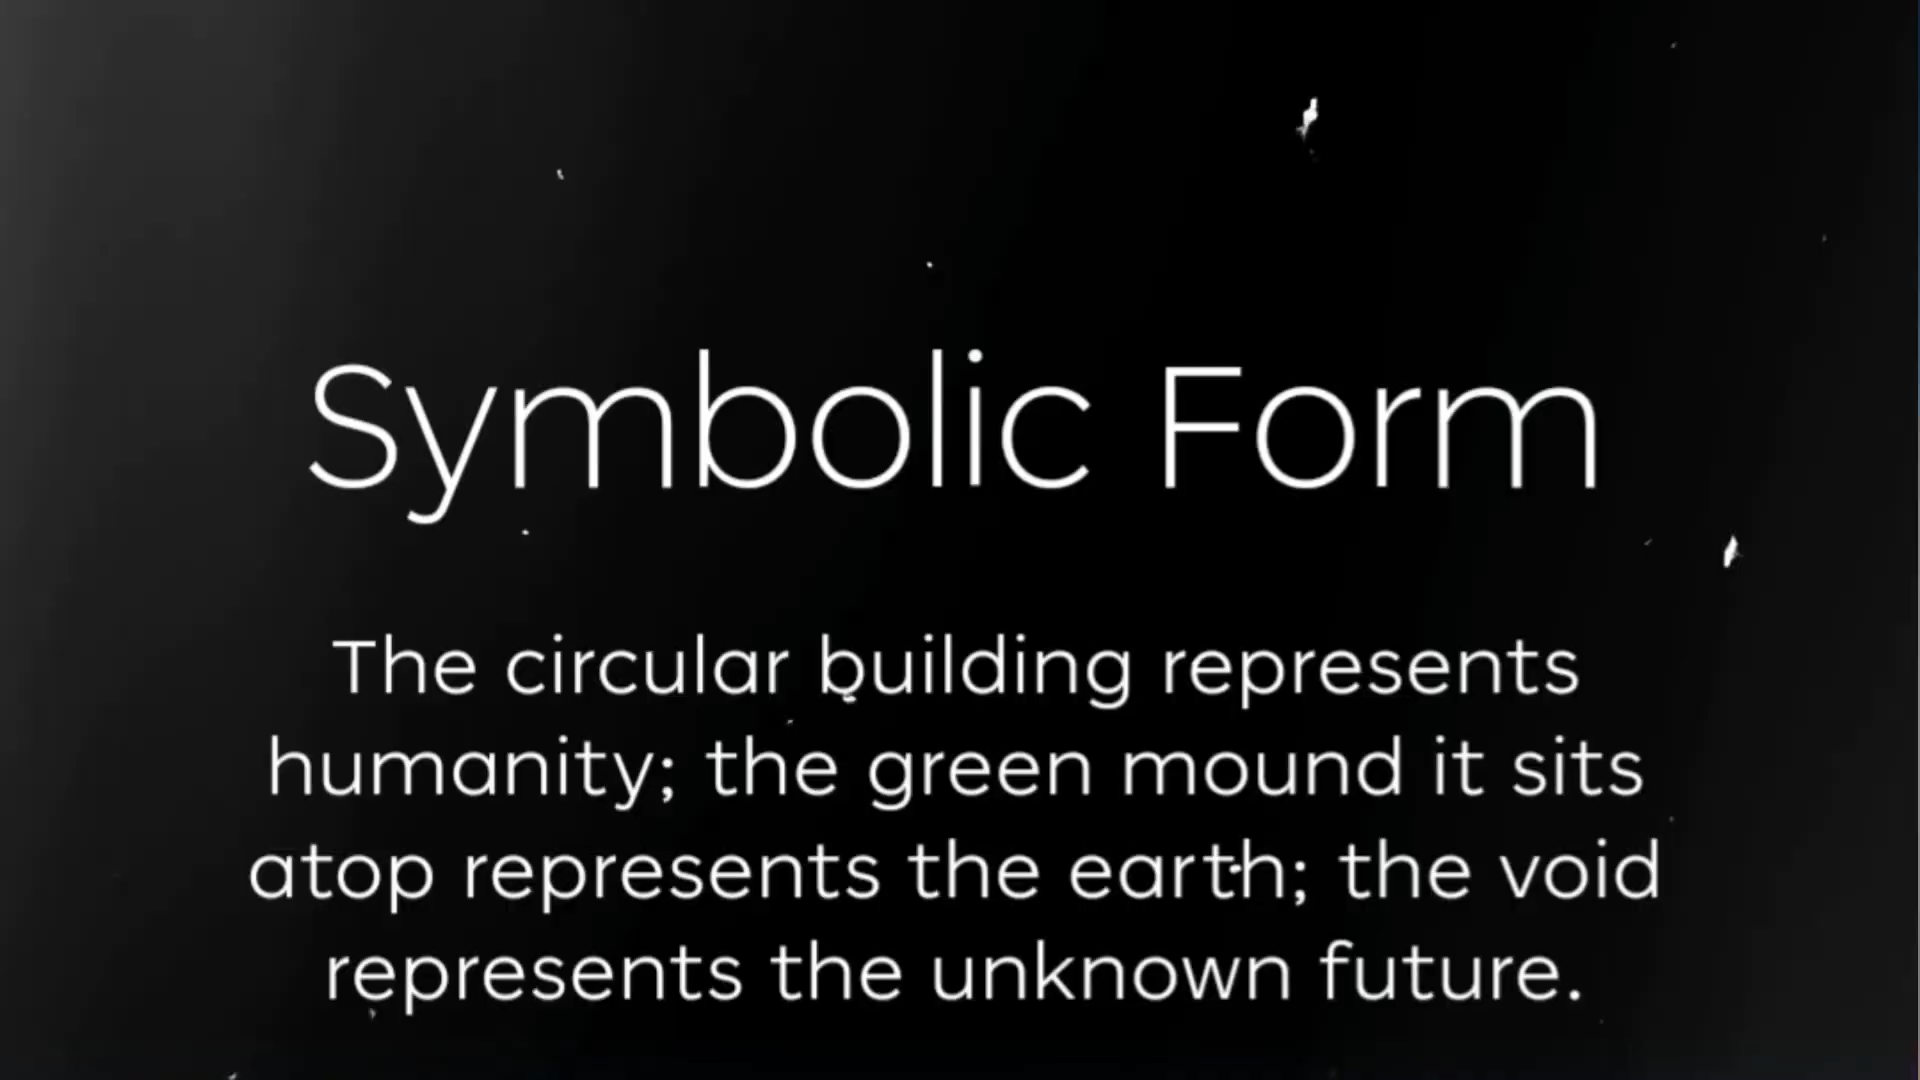 Symbolic Form
The circular building represents
humanity; the green mound it sits
atop represents the earth; the void
represents the unknown future.